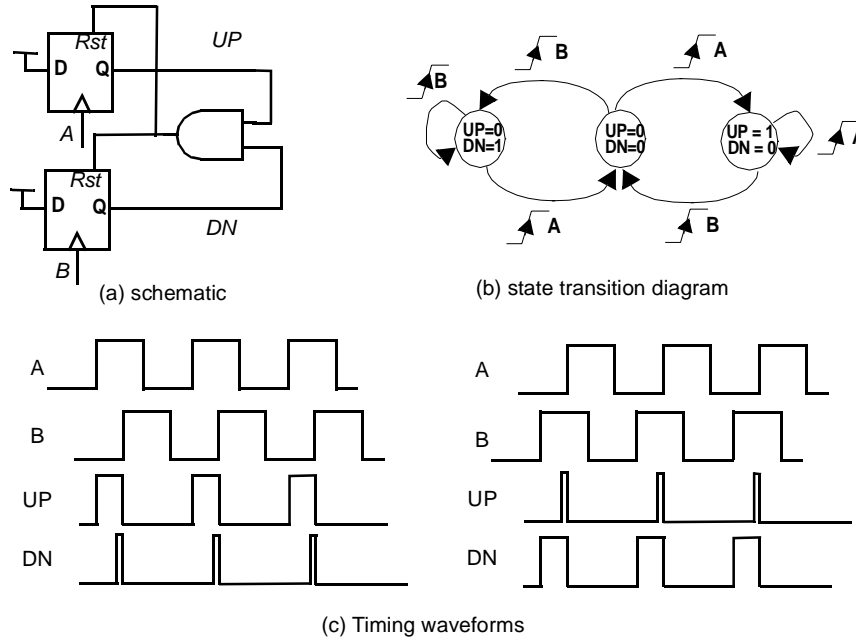 Rst
UP
D Q
A
Rst
D Q
DN
B
(a) schematic
B
A
B
UP=0
DN=1
UP=0
DN=0
UP = 1
DN = 0
A
A
B
(b) state transition diagram
A
B
UP
DN
A
B
UP
DN
(c) Timing waveforms